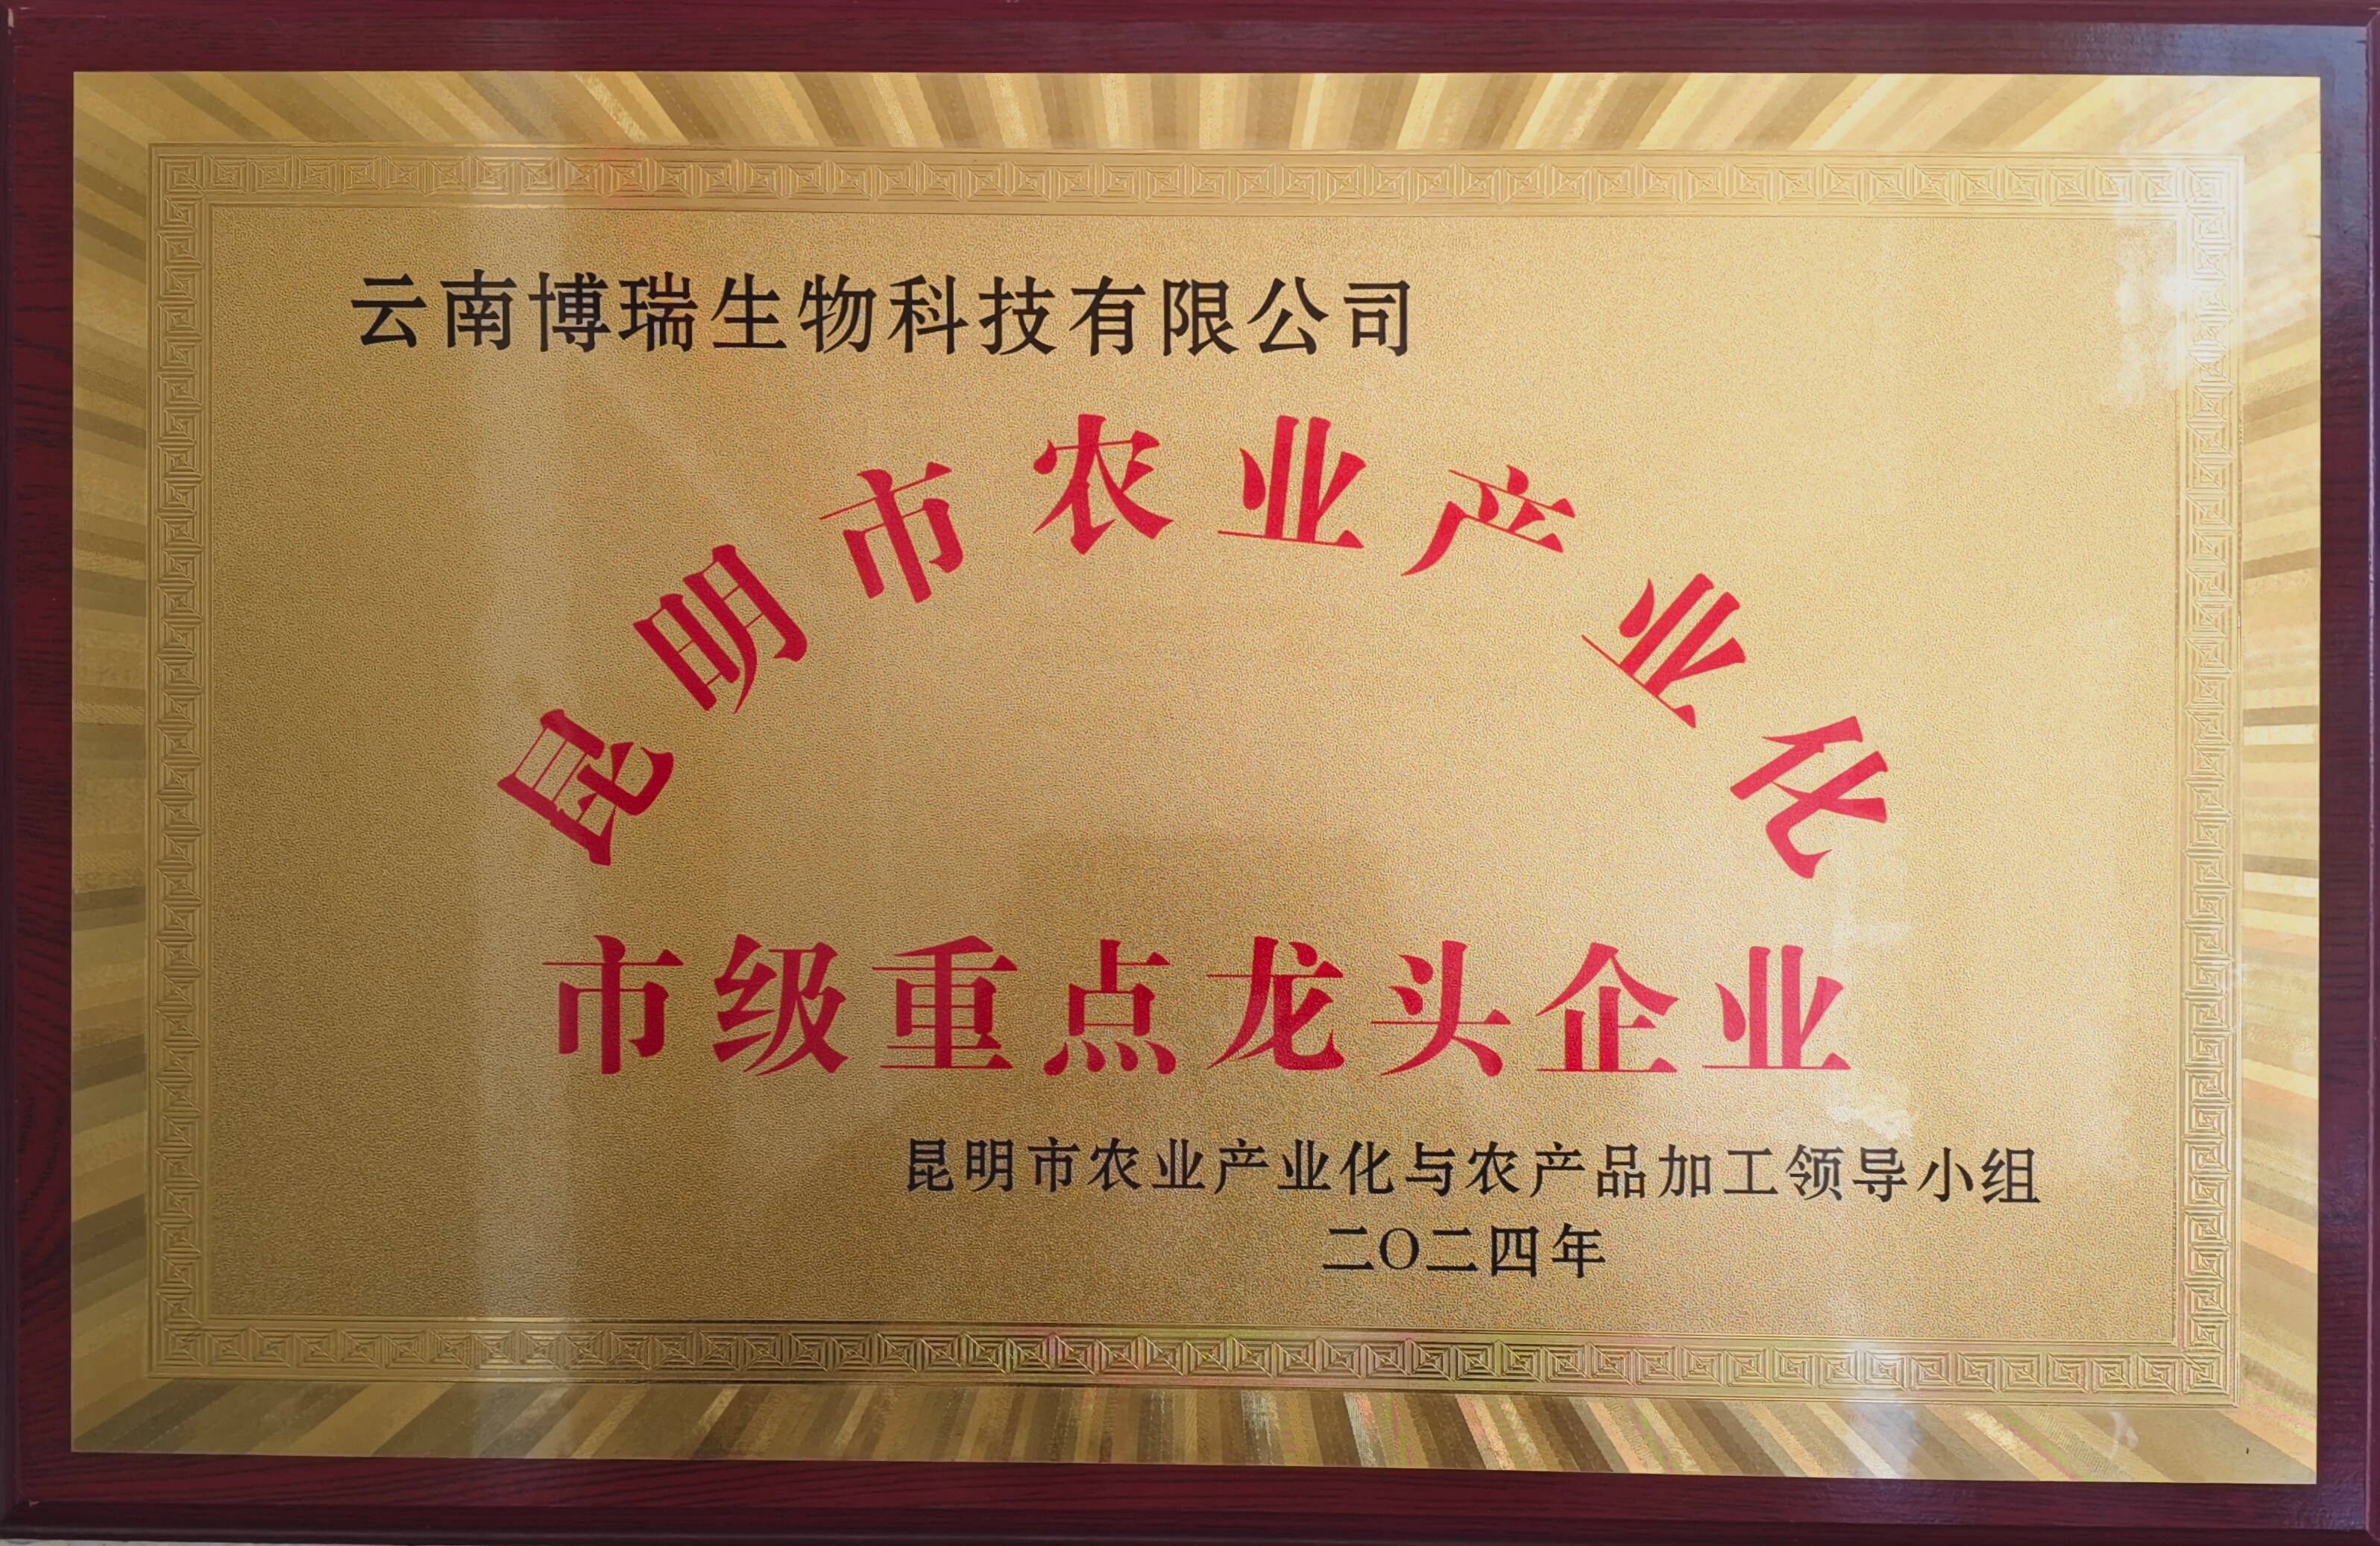 云南博瑞生物科技有限公司
昆明市农业产业化
市级重点龙头企业
昆明市农业产业化与农产品加工领导小组
二〇二四年